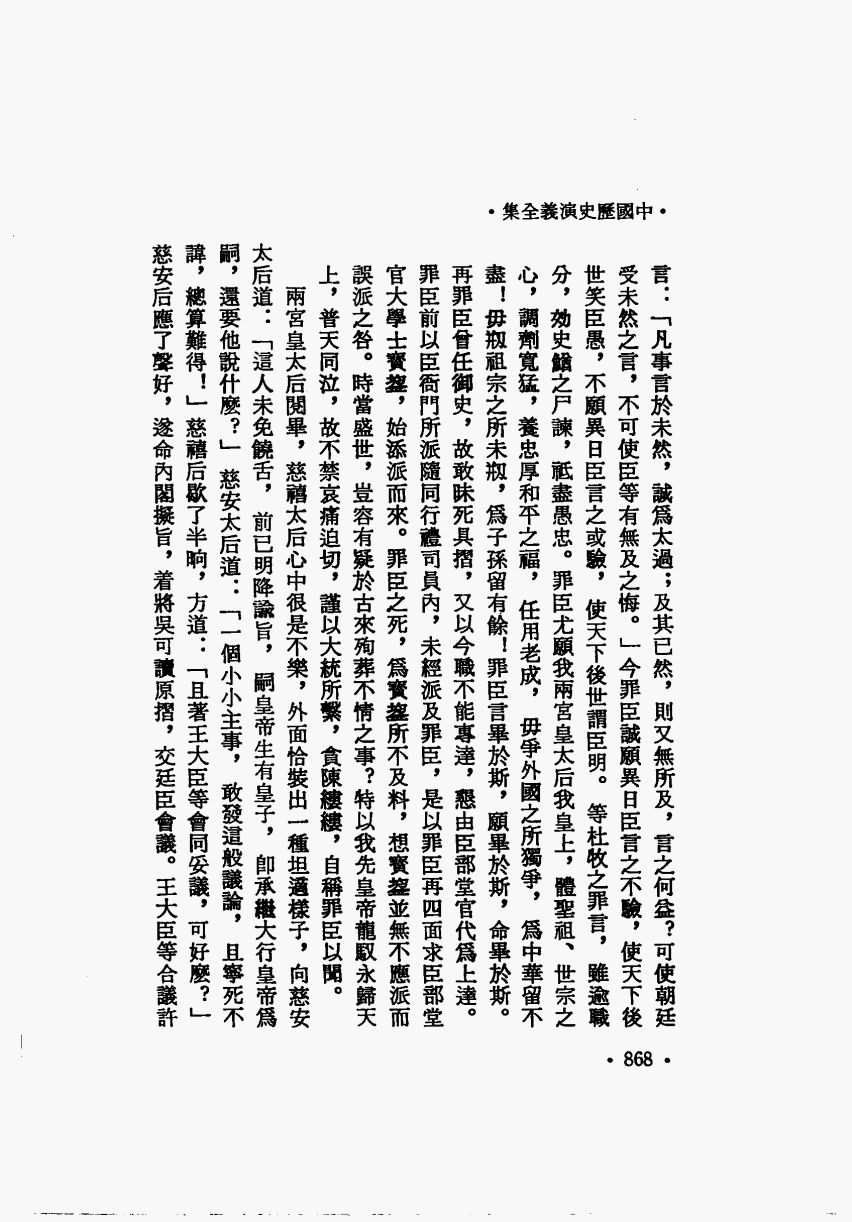 •中國歷史演義全集•
言：「凡事言於未然，誠爲太過；及其已然，則又無所及，言之何益？可使朝廷
受未然之言，不可使臣等有無及之悔。」今罪臣誠願異日臣言之不驗，使天下後
世笑臣愚，不願異日臣言之或驗，使天下後世謂臣明。等杜牧之罪言，雖逾職
分，効史鰌之尸諫，祇盡愚忠。罪臣尤願我兩宮皇太后我皇上，體聖祖、世宗之
心，調劑寬猛，養忠厚和平之福，任用老成，毋爭外國之所獨爭，爲中華留不
盡！毋剏祖宗之所未剏，爲子孫留有餘！罪臣言畢於斯，願畢於斯，命畢於斯。
再罪臣曾任御史，故敢昧死具摺，又以今職不能專達，懇由臣部堂官代爲上達。
罪臣前以臣衙門所派隨同行禮司員內，未經派及罪臣，是以罪臣再四面求臣部堂
官大學士寳鋆，始添派而來。罪臣之死，爲寳鋆所不及料，想寳鋆並無不應派而
誤派之咎。時當盛世，豈容有疑於古來殉葬不情之事？特以我先皇帝龍馭永歸天
上，普天同泣，故不禁哀痛迫切，謹以大統所繫，貪陳縷縷，自稱罪臣以聞。
兩宮皇太后閱畢，慈禧太后心中很是不樂，外面恰裝出一種坦適樣子，向慈安
太后道：「這人未免饒舌，前已明降諭旨，嗣皇帝生有皇子，卽承繼大行皇帝爲
嗣，還要他說什麼？」慈安太后道：「一個小小主事，敢發這般議論，且寧死不
諱，總算難得！」慈禧后歇了半晌，方道：「且著王大臣等會同妥議，可好麼？」
慈安后應了聲好，遂命內閣擬旨，着將吳可讀原摺，交廷臣會議。王大臣等合議許
•868•